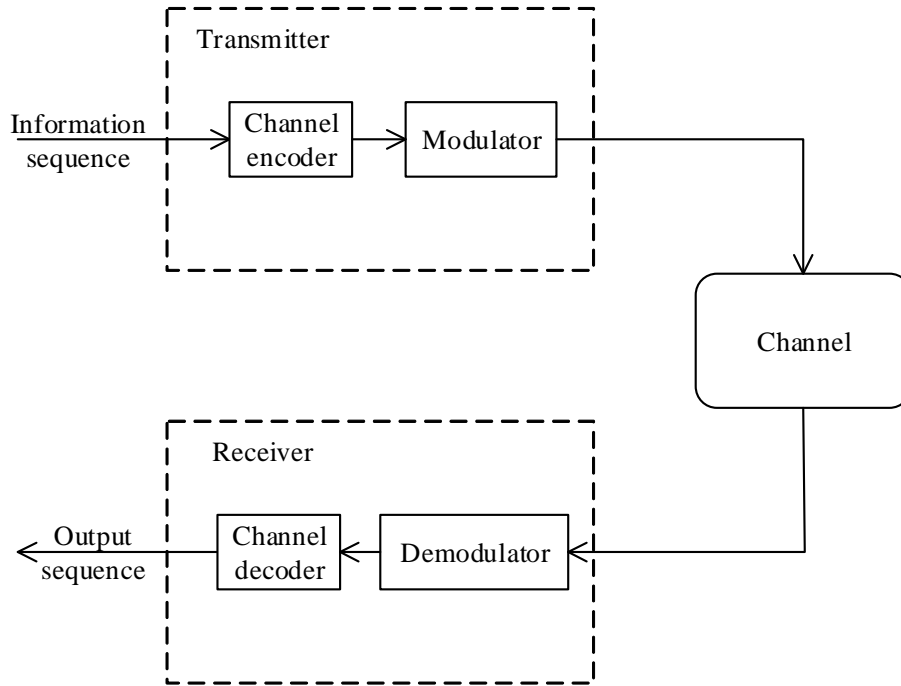 Transmitter
Information
sequence
Channel
encoder
Modulator
Channel
Receiver
Output
sequence
Channel
decoder
Demodulator